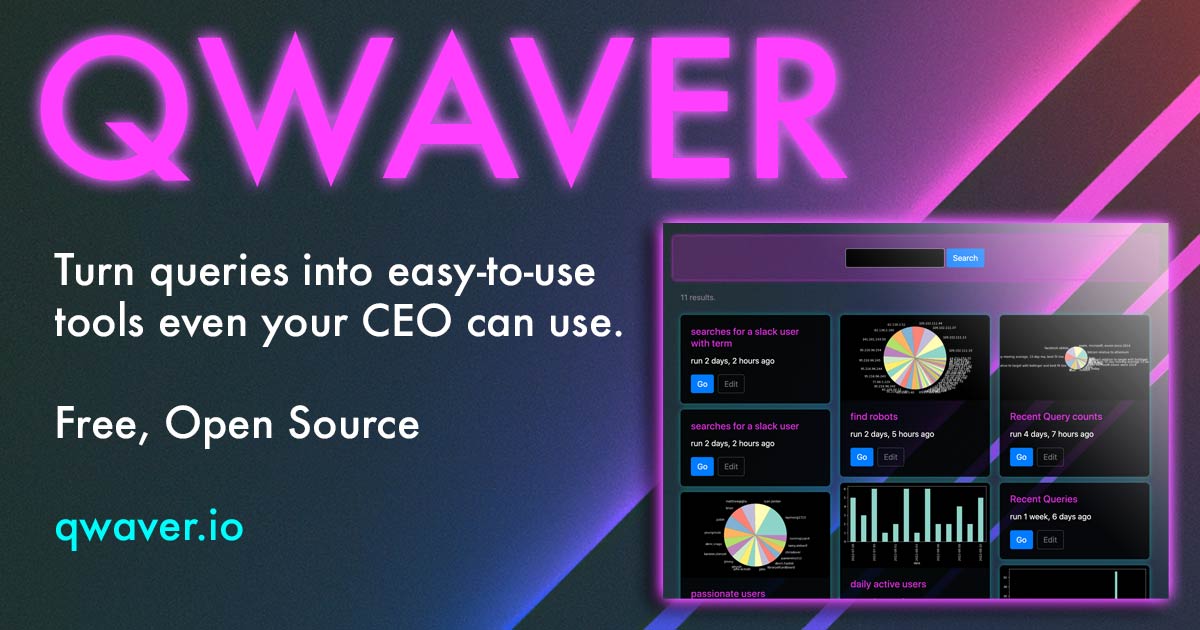 QWAVER
Turn queries into easy-to-use
tools even your CEO can use.
Free, Open Source
qwaver.io
Search
11 results.
searches for a slack user
with term
run 2 days, 2 hours ago
Go Edit
searches for a slack user
run 2 days, 2 hours ago
Go Edit
passionate users
find robots
run 2 days, 5 hours ago
Go Edit
daily active users
Recent Query counts
run 4 days, 7 hours ago
Go Edit
Recent Queries
run 1 week, 6 days ago
Go Edit